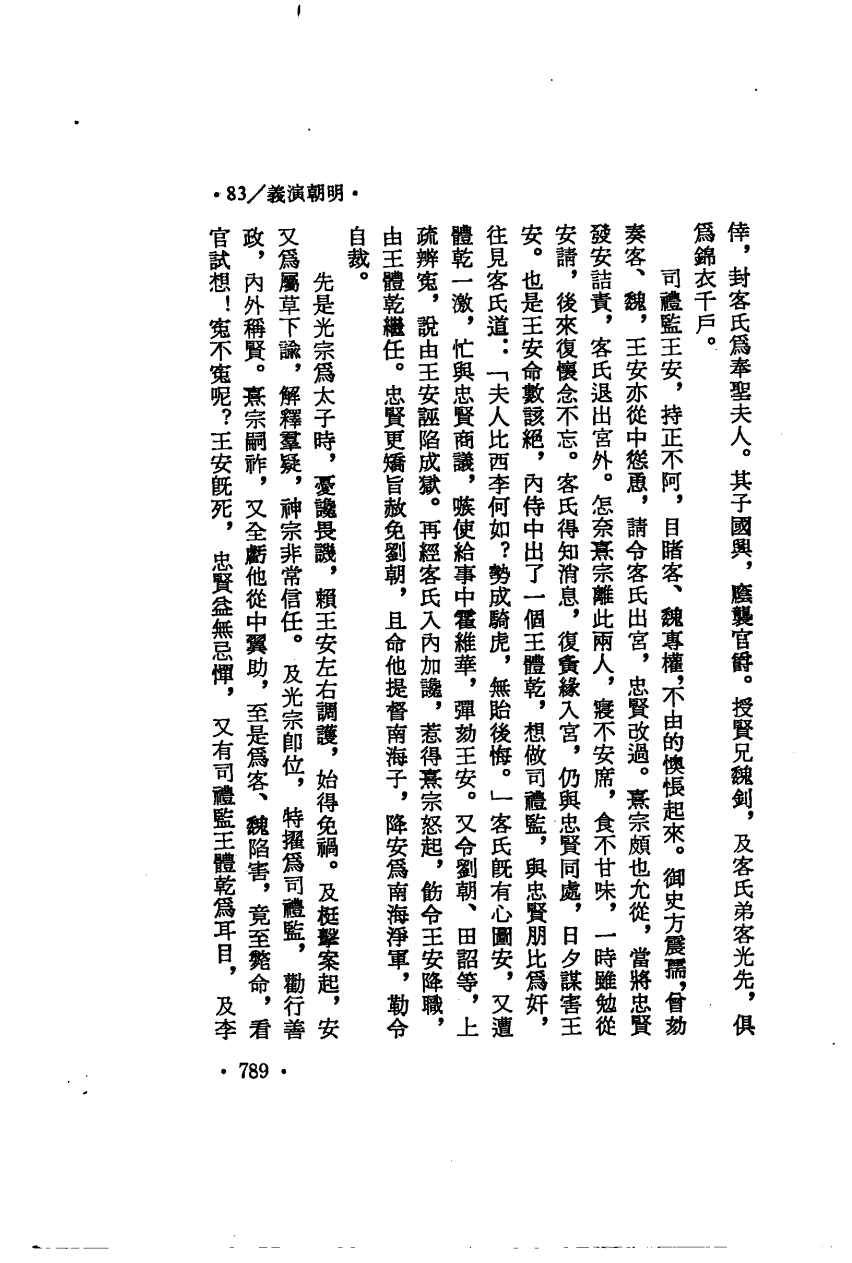 ·83/義演朝明·
倖，封客氏爲奉聖夫人。其子國興，廕襲官爵。授賢兄魏釗，及客氏弟客光先，俱
爲錦衣千戶。
司禮監王安，持正不阿，目睹客、魏專權，不由的懊悵起來。御史方震孺，曾劾
奏客、魏，王安亦從中慫恿，請令客氏出宮，忠賢改過。熹宗頗也允從，當將忠賢
發安詰責，客氏退出宮外。怎奈熹宗離此兩人，寢不安席，食不甘味，一時雖勉從
安請，後來復懷念不忘。客氏得知消息，復夤緣入宮，仍與忠賢同處，日夕謀害王
安。也是王安命數該絕，內侍中出了一個王體乾，想做司禮監，與忠賢朋比爲奸，
往見客氏道：「夫人比西李何如？勢成騎虎，無貽後悔。」客氏旣有心圖安，又遭
體乾一激，忙與忠賢商議，嗾使給事中霍維華，彈劾王安。又令劉朝、田詔等，上
疏辨寃，說由王安誣陷成獄。再經客氏入內加讒，惹得熹宗怒起，飭令王安降職，
由王體乾繼任。忠賢更矯旨赦免劉朝，且命他提督南海子，降安爲南海淨軍，勒令
自裁。
先是光宗爲太子時，憂讒畏譏，賴王安左右調護，始得免禍。及梃擊案起，安
又爲屬草下諭，解釋羣疑，神宗非常信任。及光宗卽位，特擢爲司禮監，勸行善
政，內外稱賢。熹宗嗣祚，又全虧他從中翼助，至是爲客、魏陷害，竟至斃命，看
官試想！寃不寃呢？王安旣死，忠賢益無忌憚，又有司禮監王體乾爲耳目，及李
·789·